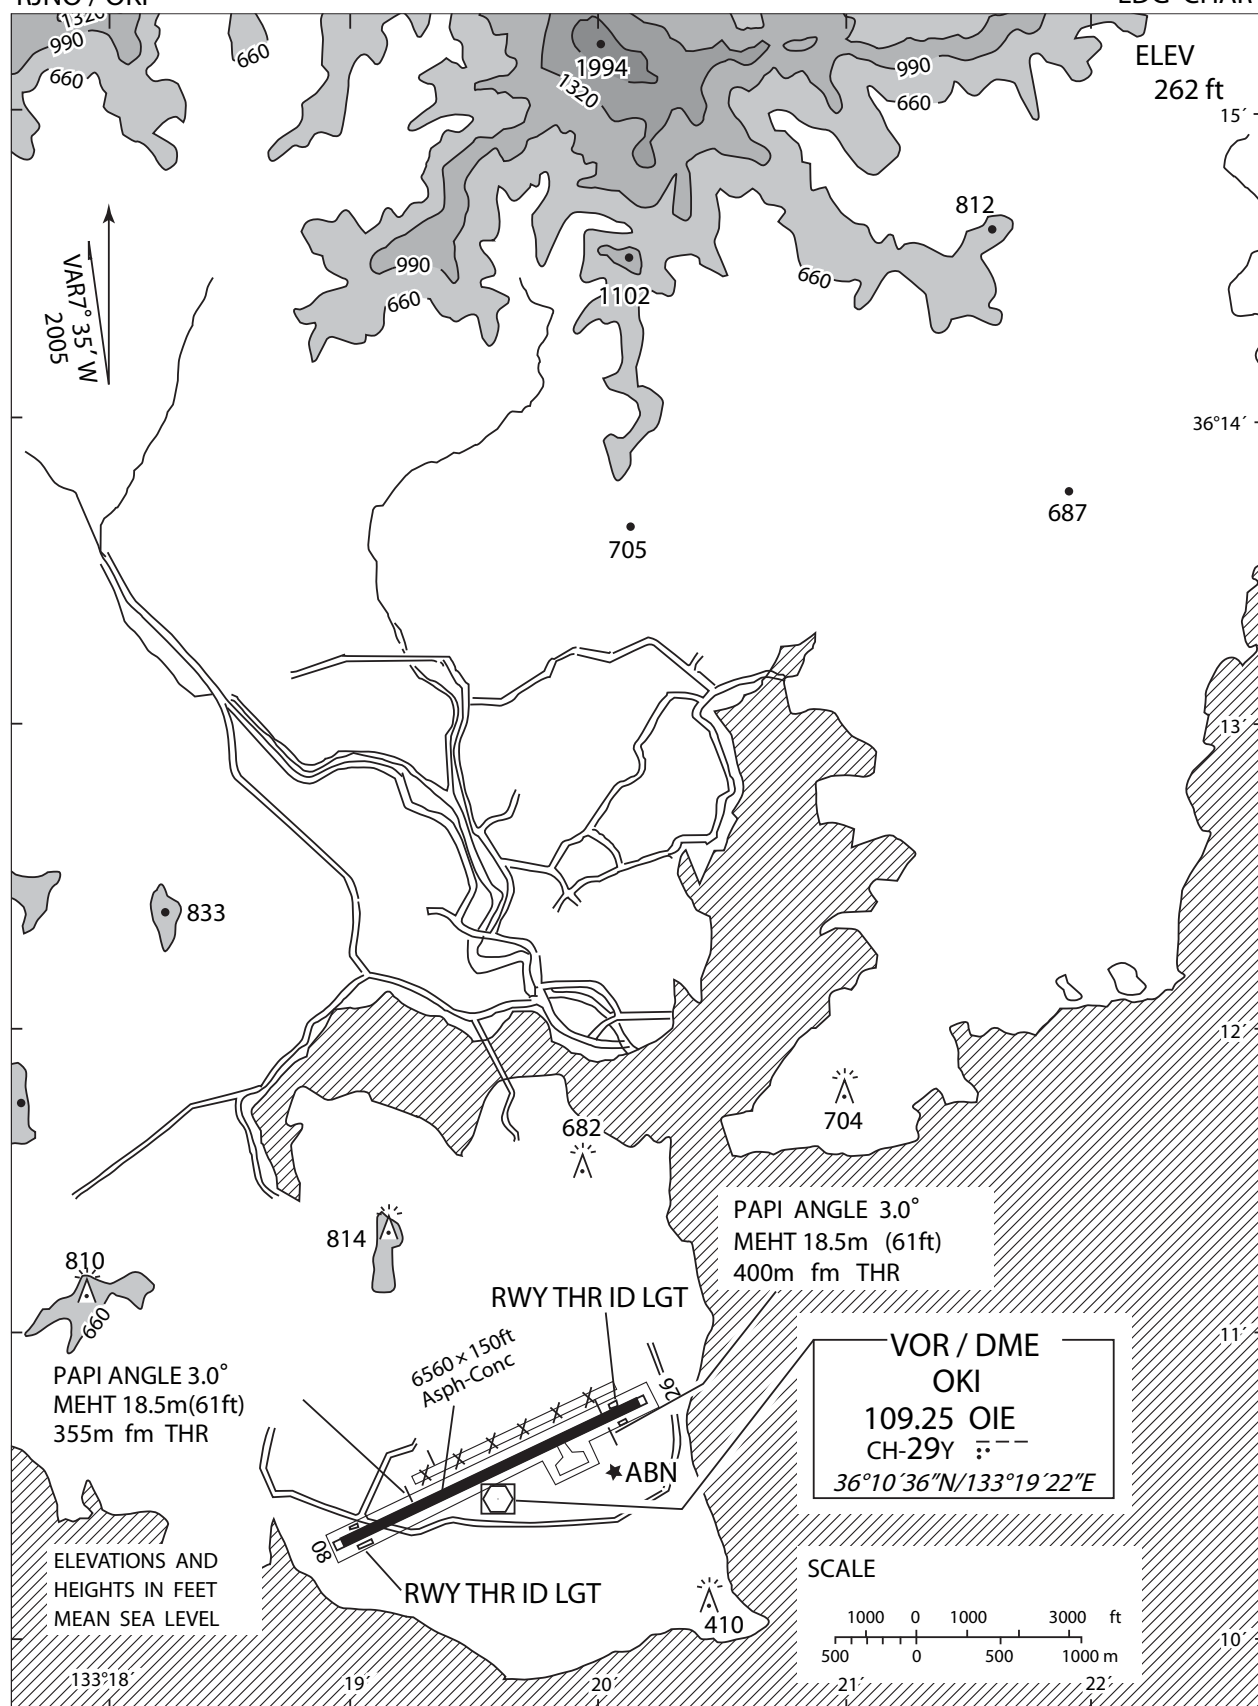 RJNO / OKI
LDG CHAR
1320
990
660
660
1994
1320
990
660
ELEV
262 ft
15´
812
VAR7° 35´ W
2005
990
660
1102
660
36°14´
687
705
13´
833
12´
704
682
814
810
660
PAPI ANGLE 3.0°
MEHT 18.5m (61ft)
400m fm THR
RWY THR ID LGT
11´
6560 × 150ft
Asph-Conc
PAPI ANGLE 3.0°
MEHT 18.5m(61ft)
355m fm THR
26
VOR / DME
OKI
109.25 OIE
CH-29Y
36°10´36”N/133°19´22”E
ABN
08
ELEVATIONS AND
HEIGHTS IN FEET
MEAN SEA LEVEL
RWY THR ID LGT
410
SCALE
1000 0 1000 3000 ft
500 0 500 1000 m
10´
133°18´
19´
20´
21´
22´